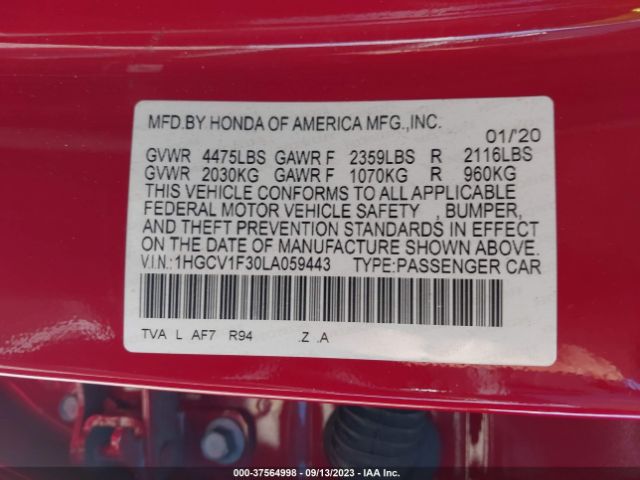 MFD.BY HONDA OF AMERICA MFG.,INC.
01/'20
GVWR 4475LBS GAWR F 2359LBS R 2116LBS
GVWR 2030KG GAWR F 1070KG R 960KG
THIS VEHICLE CONFORMS TO ALL APPLICABLE
FEDERAL MOTOR VEHICLE SAFETY , BUMPER,
AND THEFT PREVENTION STANDARDS IN EFFECT
ON THE DATE OF MANUFACTURE SHOWN ABOVE.
V.I.N.:1HGCV1F30LA059443 TYPE:PASSENGER CAR
TVA L AF7 R94 .Z .A
000-37564998 - 09/13/2023 - IAA Inc.